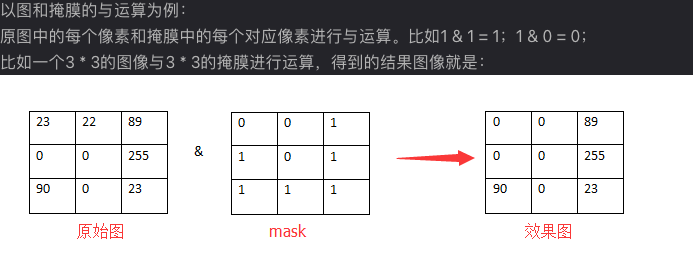 以图和掩膜的与运算为例：
原图中的每个像素和掩膜中的每个对应像素进行与运算。比如1 & 1 = 1；1 & 0 = 0；
比如一个3 * 3的图像与3 * 3的掩膜进行运算，得到的结果图像就是：
23 22 89
0 0 255
90 0 23
&
0 0 1
1 0 1
1 1 1
0 0 89
0 0 255
90 0 23
原始图
mask
效果图